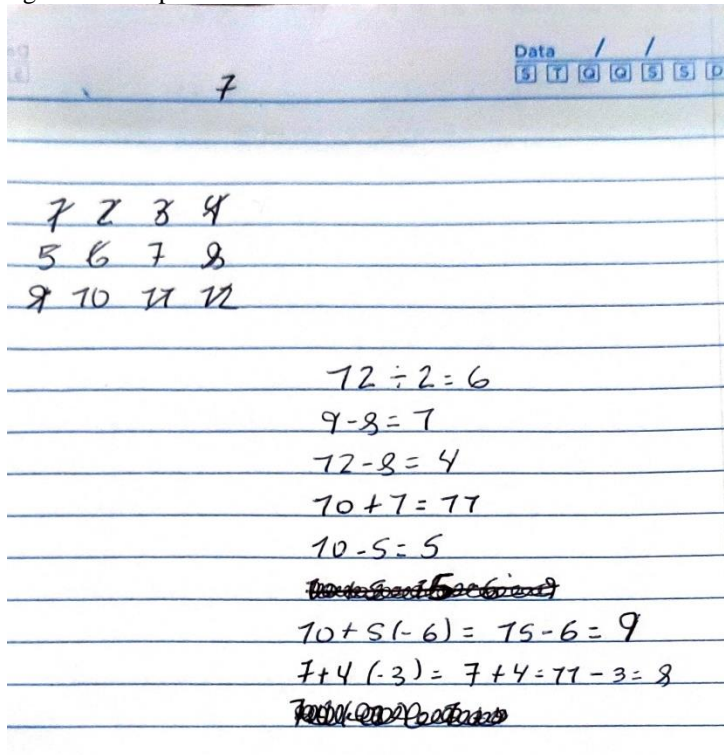 Data / /
S T Q Q S S D
7
1 2 3 4
5 6 7 8
9 10 11 12
12 ÷ 2 = 6
9 - 8 = 1
12 - 8 = 4
10 + 1 = 11
10 - 5 = 5
10 + 5 (- 6) = 15 - 6 = 9
7 + 4 (- 3) = 7 + 4 = 11 - 3 = 8